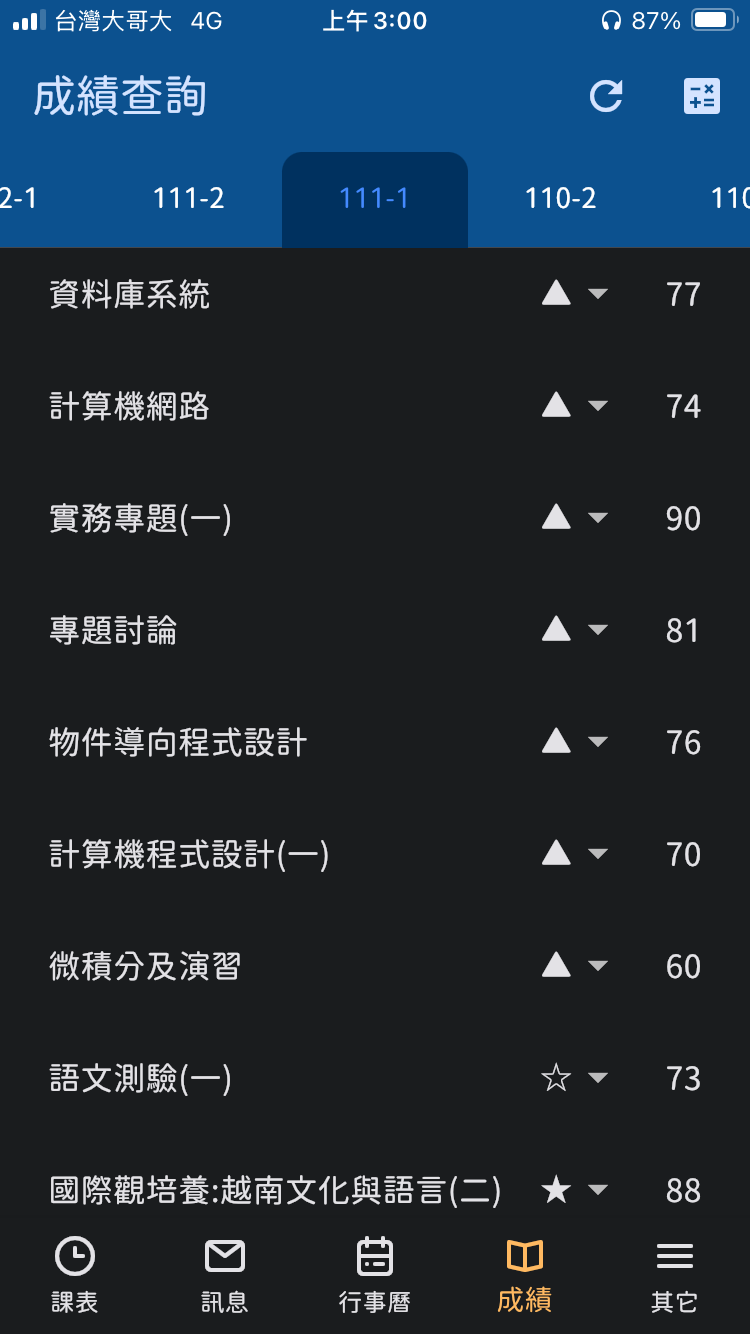 台灣大哥大 4G 上午3:00 87%
成績查詢
2-1 111-2 111-1 110-2 110
資料庫系統 ▲ 77
計算機網路 ▲ 74
實務專題(一) ▲ 90
專題討論 ▲ 81
物件導向程式設計 ▲ 76
計算機程式設計(一) ▲ 70
微積分及演習 ▲ 60
語文測驗(一) ☆ 73
國際觀培養:越南文化與語言(二) ★ 88
課表 訊息 行事曆 成績 其它